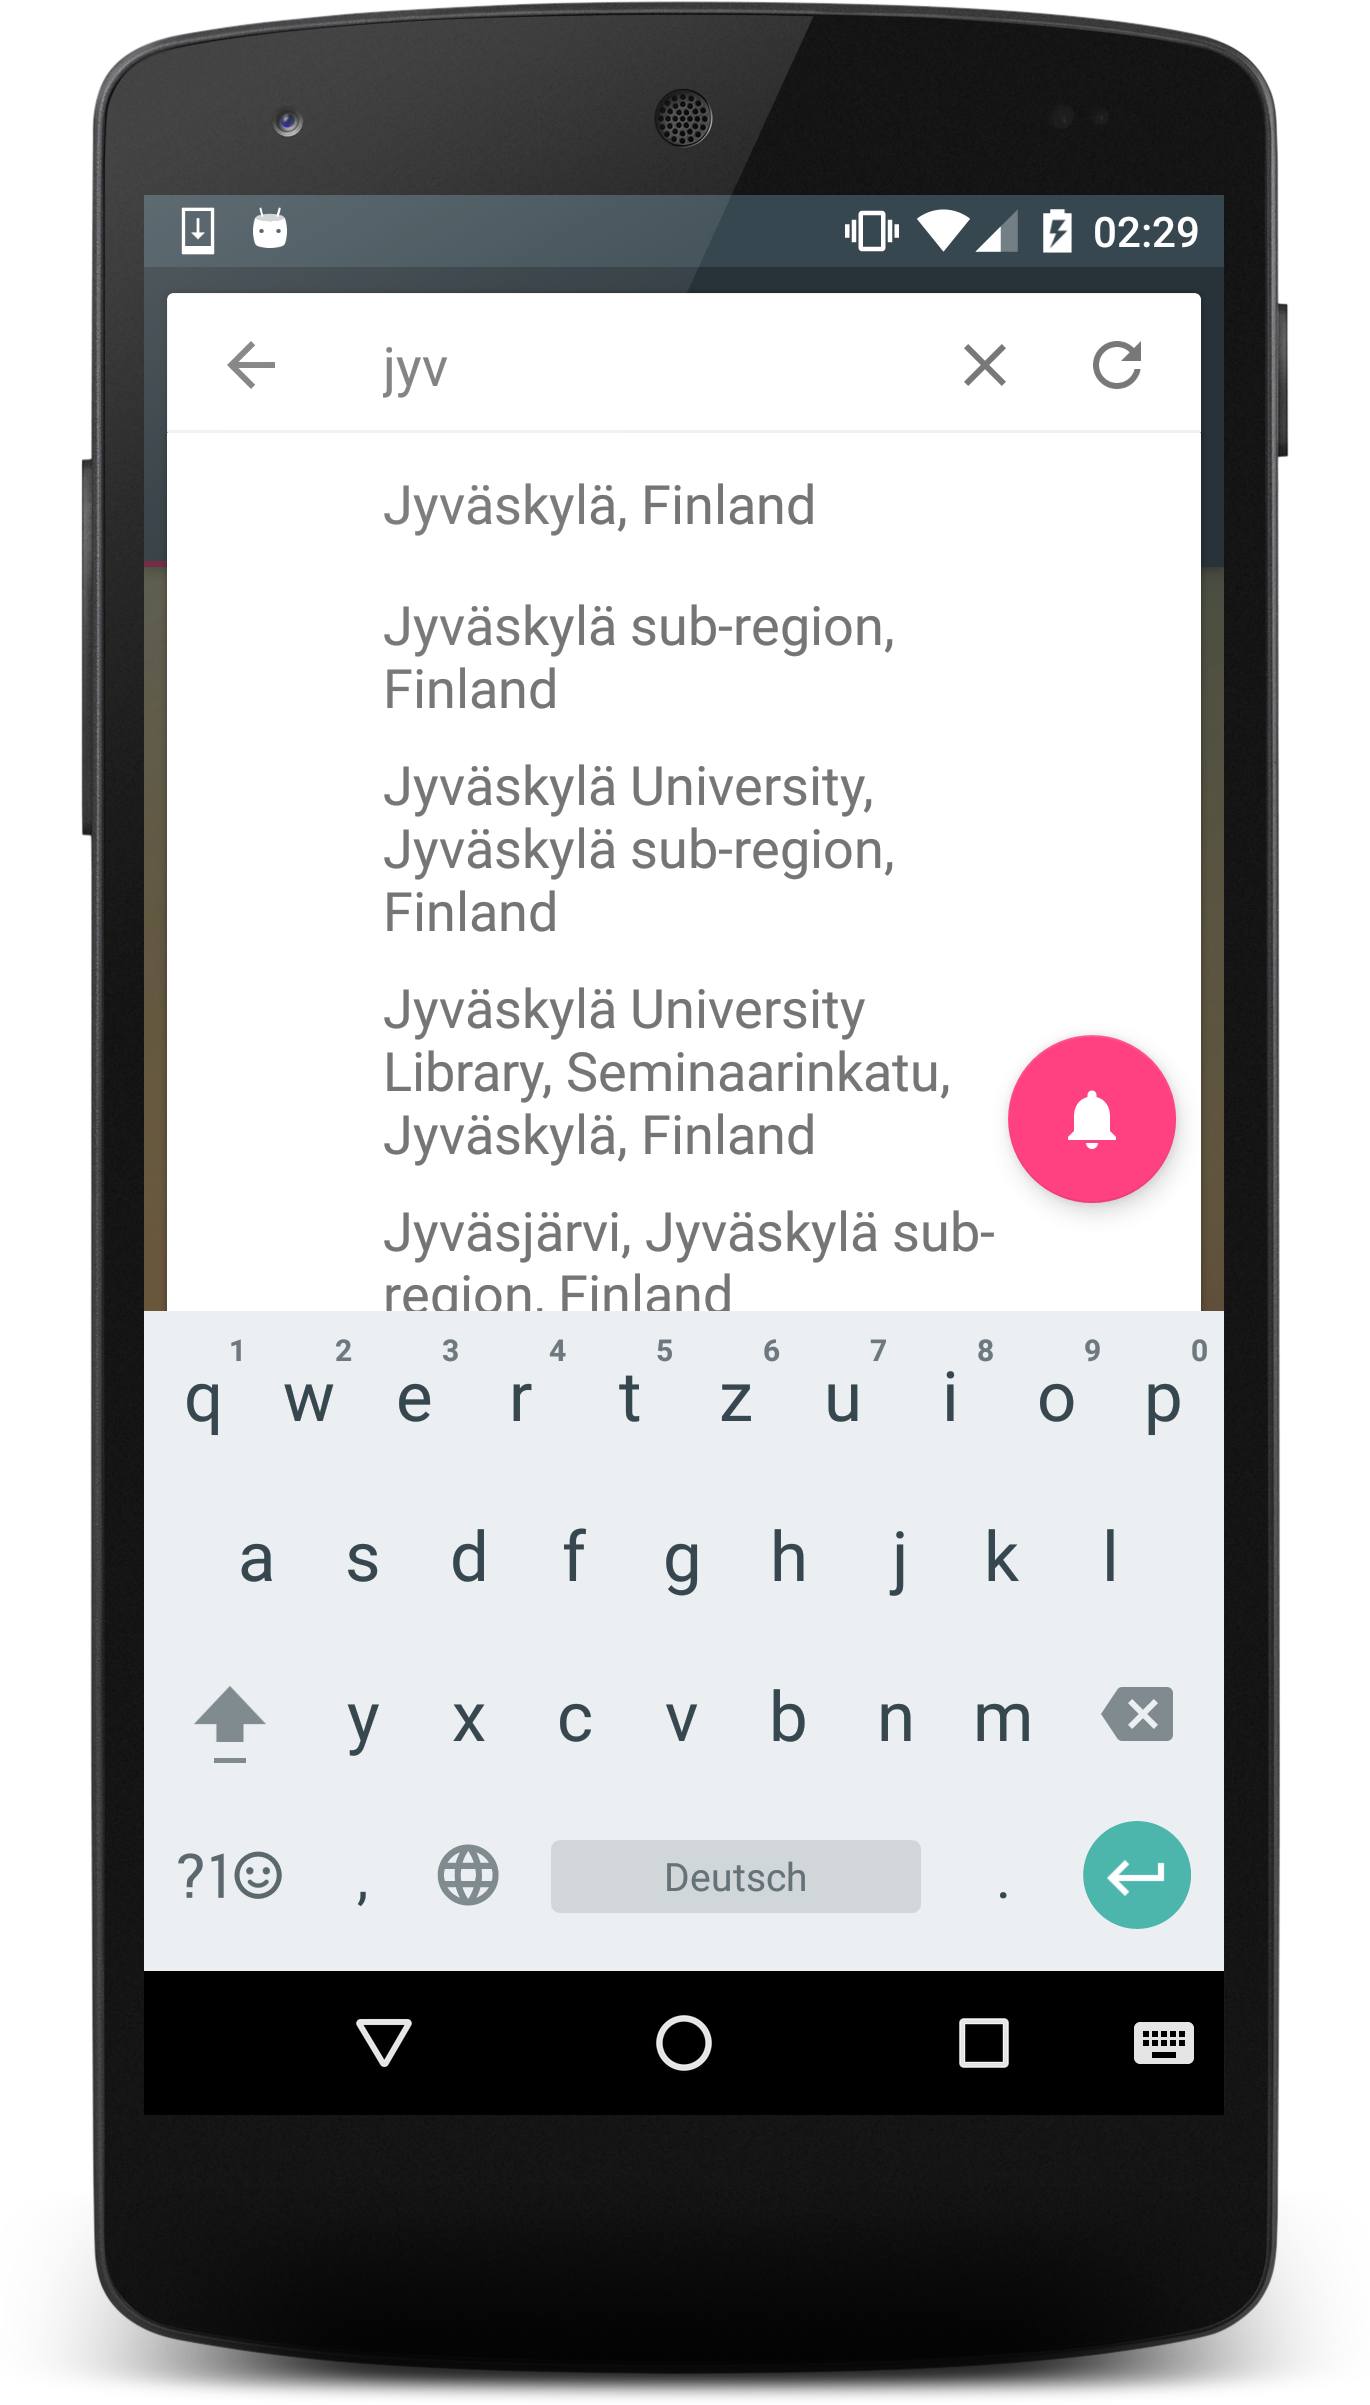 02:29
jyv
Jyväskylä, Finland
Jyväskylä sub-region,
Finland
Jyväskylä University,
Jyväskylä sub-region,
Finland
Jyväskylä University
Library, Seminaarinkatu,
Jyväskylä, Finland
Jyväsjärvi, Jyväskylä sub-
region, Finland
1 2 3 4 5 6 7 8 9 0
q w e r t z u i o p
a s d f g h j k l
y x c v b n m
?1 , Deutsch .